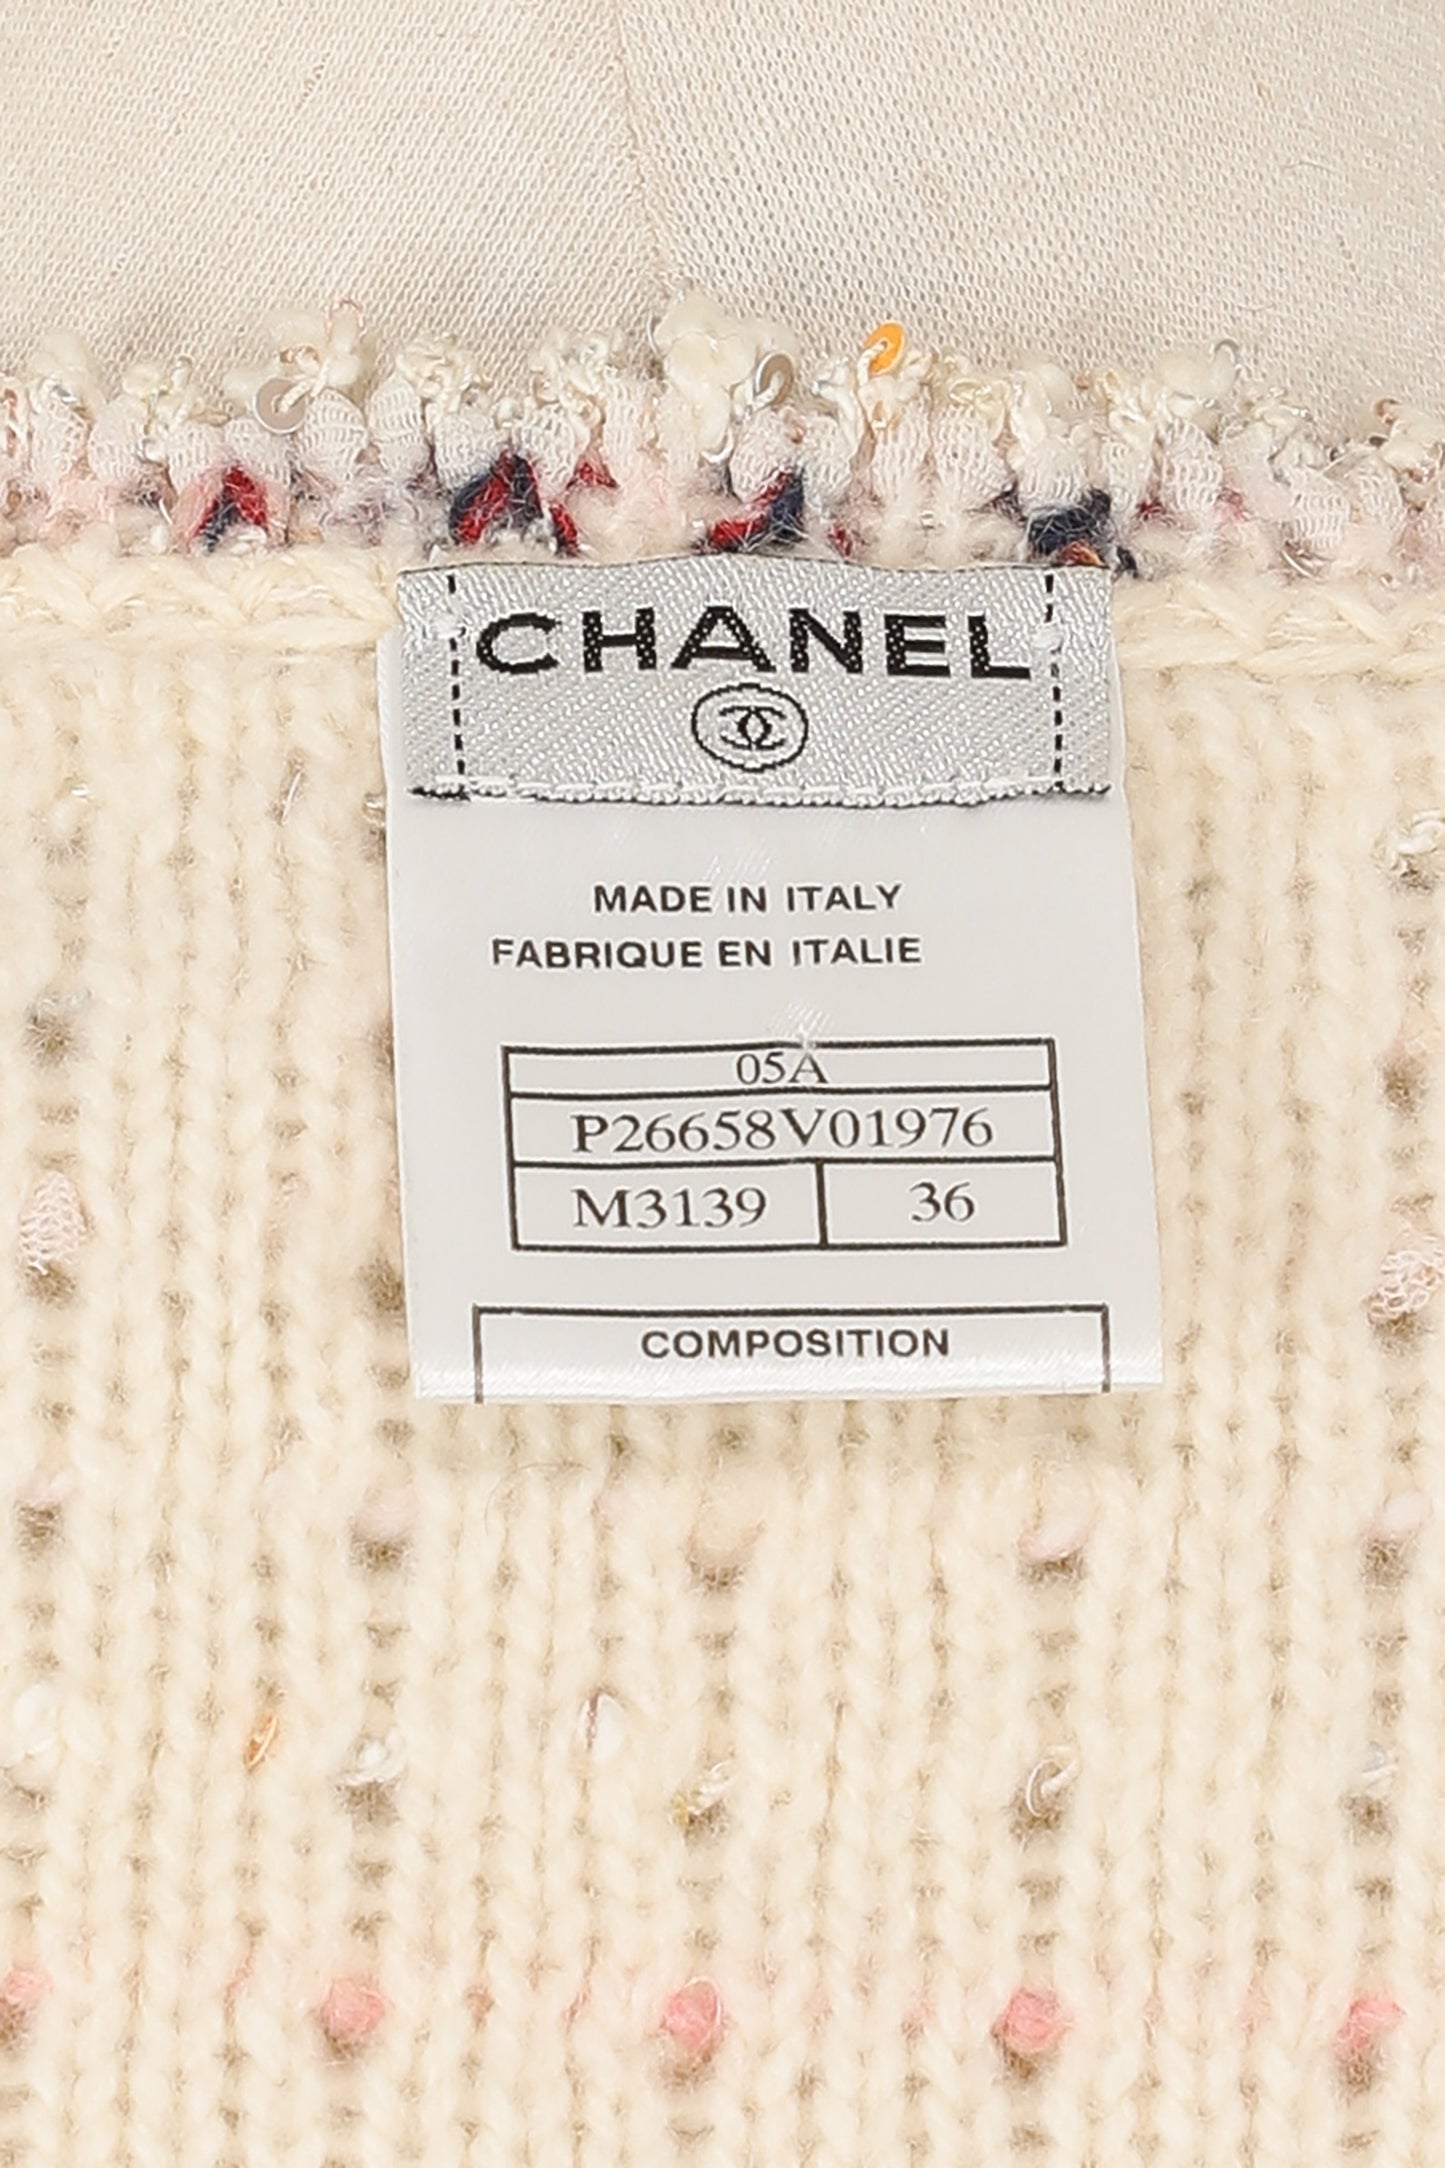 CHANEL
MADE IN ITALY
FABRIQUE EN ITALIE
05A
P26658V01976
M3139 36
COMPOSITION